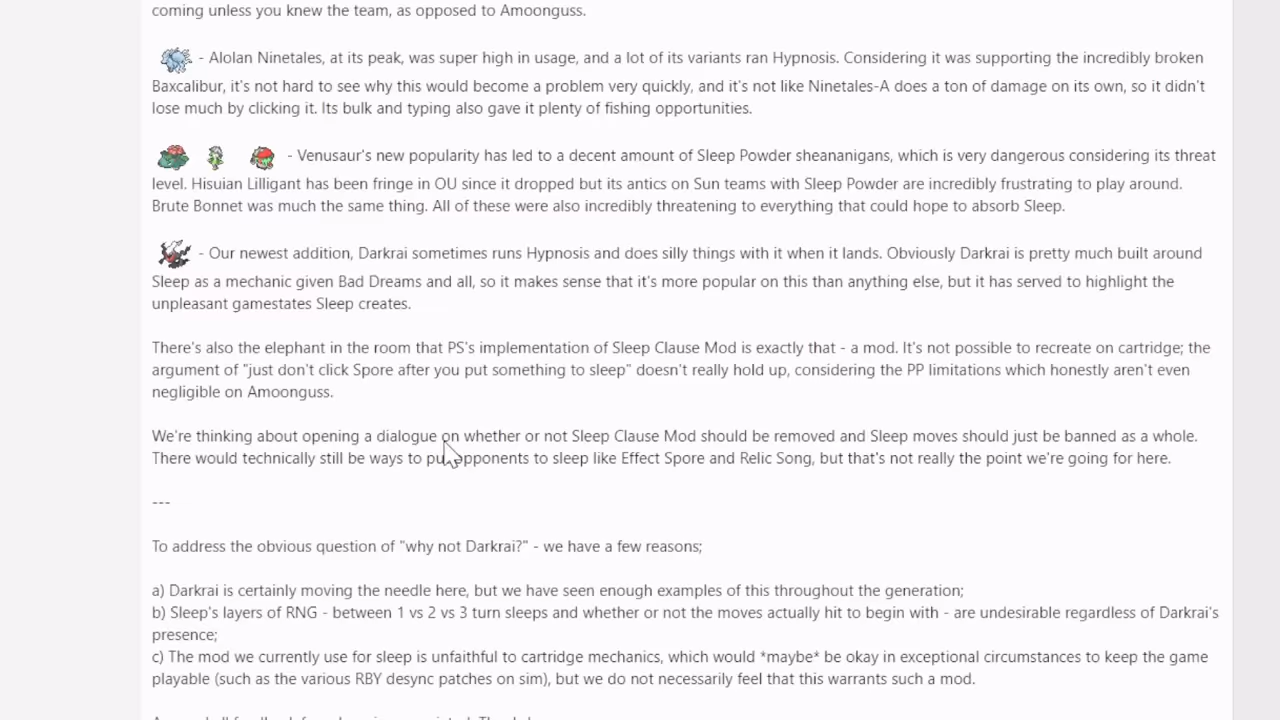 coming unless you knew the team, as opposed to Amoonguss.
- Alolan Ninetales, at its peak, was super high in usage, and a lot of its variants ran Hypnosis. Considering it was supporting the incredibly broken
Baxcalibur, it's not hard to see why this would become a problem very quickly, and it's not like Ninetales-A does a ton of damage on its own, so it didn't
lose much by clicking it. Its bulk and typing also gave it plenty of fishing opportunities.
- Venusaur's new popularity has led to a decent amount of Sleep Powder sheananigans, which is very dangerous considering its threat
level. Hisuian Lilligant has been fringe in OU since it dropped but its antics on Sun teams with Sleep Powder are incredibly frustrating to play around.
Brute Bonnet was much the same thing. All of these were also incredibly threatening to everything that could hope to absorb Sleep.
- Our newest addition, Darkrai sometimes runs Hypnosis and does silly things with it when it lands. Obviously Darkrai is pretty much built around
Sleep as a mechanic given Bad Dreams and all, so it makes sense that it's more popular on this than anything else, but it has served to highlight the
unpleasant gamestates Sleep creates.
There's also the elephant in the room that PS's implementation of Sleep Clause Mod is exactly that - a mod. It's not possible to recreate on cartridge; the
argument of "just don't click Spore after you put something to sleep" doesn't really hold up, considering the PP limitations which honestly aren't even
negligible on Amoonguss.
We're thinking about opening a dialogue on whether or not Sleep Clause Mod should be removed and Sleep moves should just be banned as a whole.
There would technically still be ways to put opponents to sleep like Effect Spore and Relic Song, but that's not really the point we're going for here.
---
To address the obvious question of "why not Darkrai?" - we have a few reasons;
a) Darkrai is certainly moving the needle here, but we have seen enough examples of this throughout the generation;
b) Sleep's layers of RNG - between 1 vs 2 vs 3 turn sleeps and whether or not the moves actually hit to begin with - are undesirable regardless of Darkrai's
presence;
c) The mod we currently use for sleep is unfaithful to cartridge mechanics, which would *maybe* be okay in exceptional circumstances to keep the game
playable (such as the various RBY desync patches on sim), but we do not necessarily feel that this warrants such a mod.